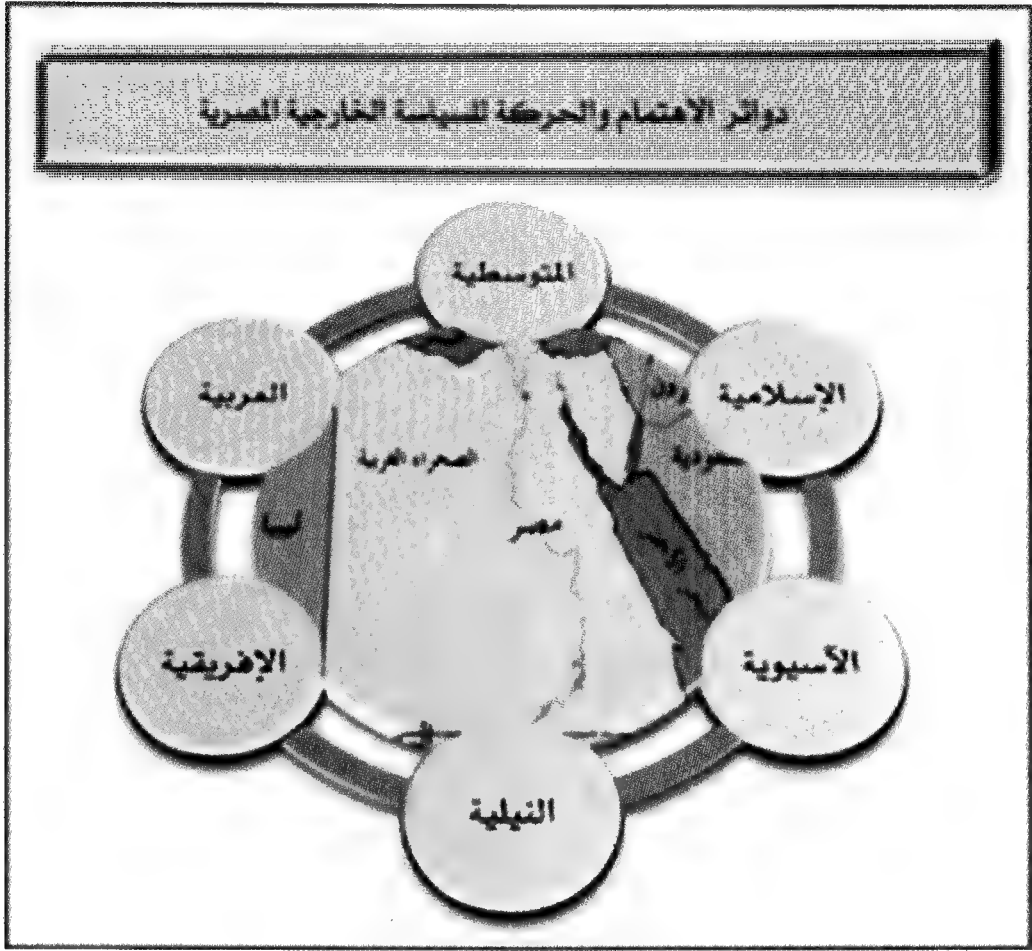 دوائر الاهتمام والحركة للسياسة الخارجية المصرية
المتوسطية
الإسلامية
العربية
الصحراء الغربية
ليبيا
مصر
الآسيوية
الإفريقية
النيلية